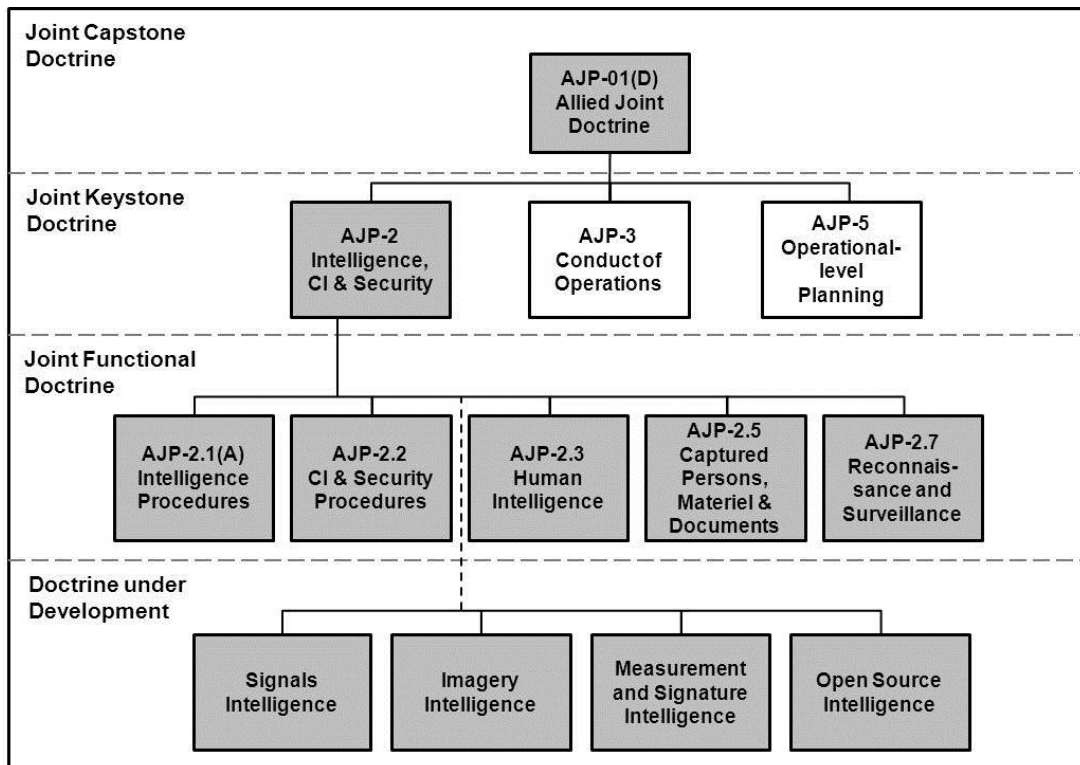 Joint Capstone
Doctrine
AJP-01(D)
Allied Joint
Doctrine
Joint Keystone
Doctrine
AJP-2
Intelligence,
CI & Security
AJP-3
Conduct of
Operations
AJP-5
Operational-
level
Planning
Joint Functional
Doctrine
AJP-2.1(A)
Intelligence
Procedures
AJP-2.2
CI & Security
Procedures
AJP-2.3
Human
Intelligence
AJP-2.5
Captured
Persons,
Materiel &
Documents
AJP-2.7
Reconnais-
sance and
Surveillance
Doctrine under
Development
Signals
Intelligence
Imagery
Intelligence
Measurement
and Signature
Intelligence
Open Source
Intelligence